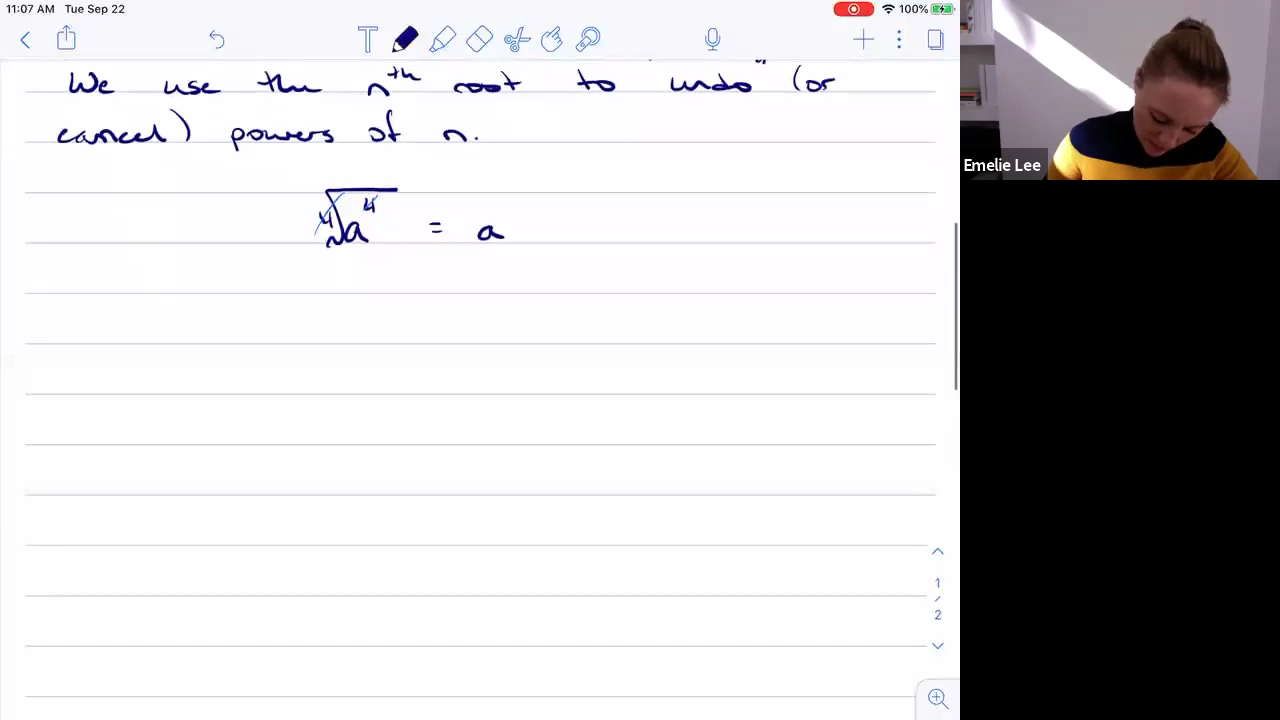 11:07 AM Tue Sep 22
100%
We use the nth root to undo" (or
cancel) powers of n.
∜a⁴ = a
Emelie Lee
1
/
2